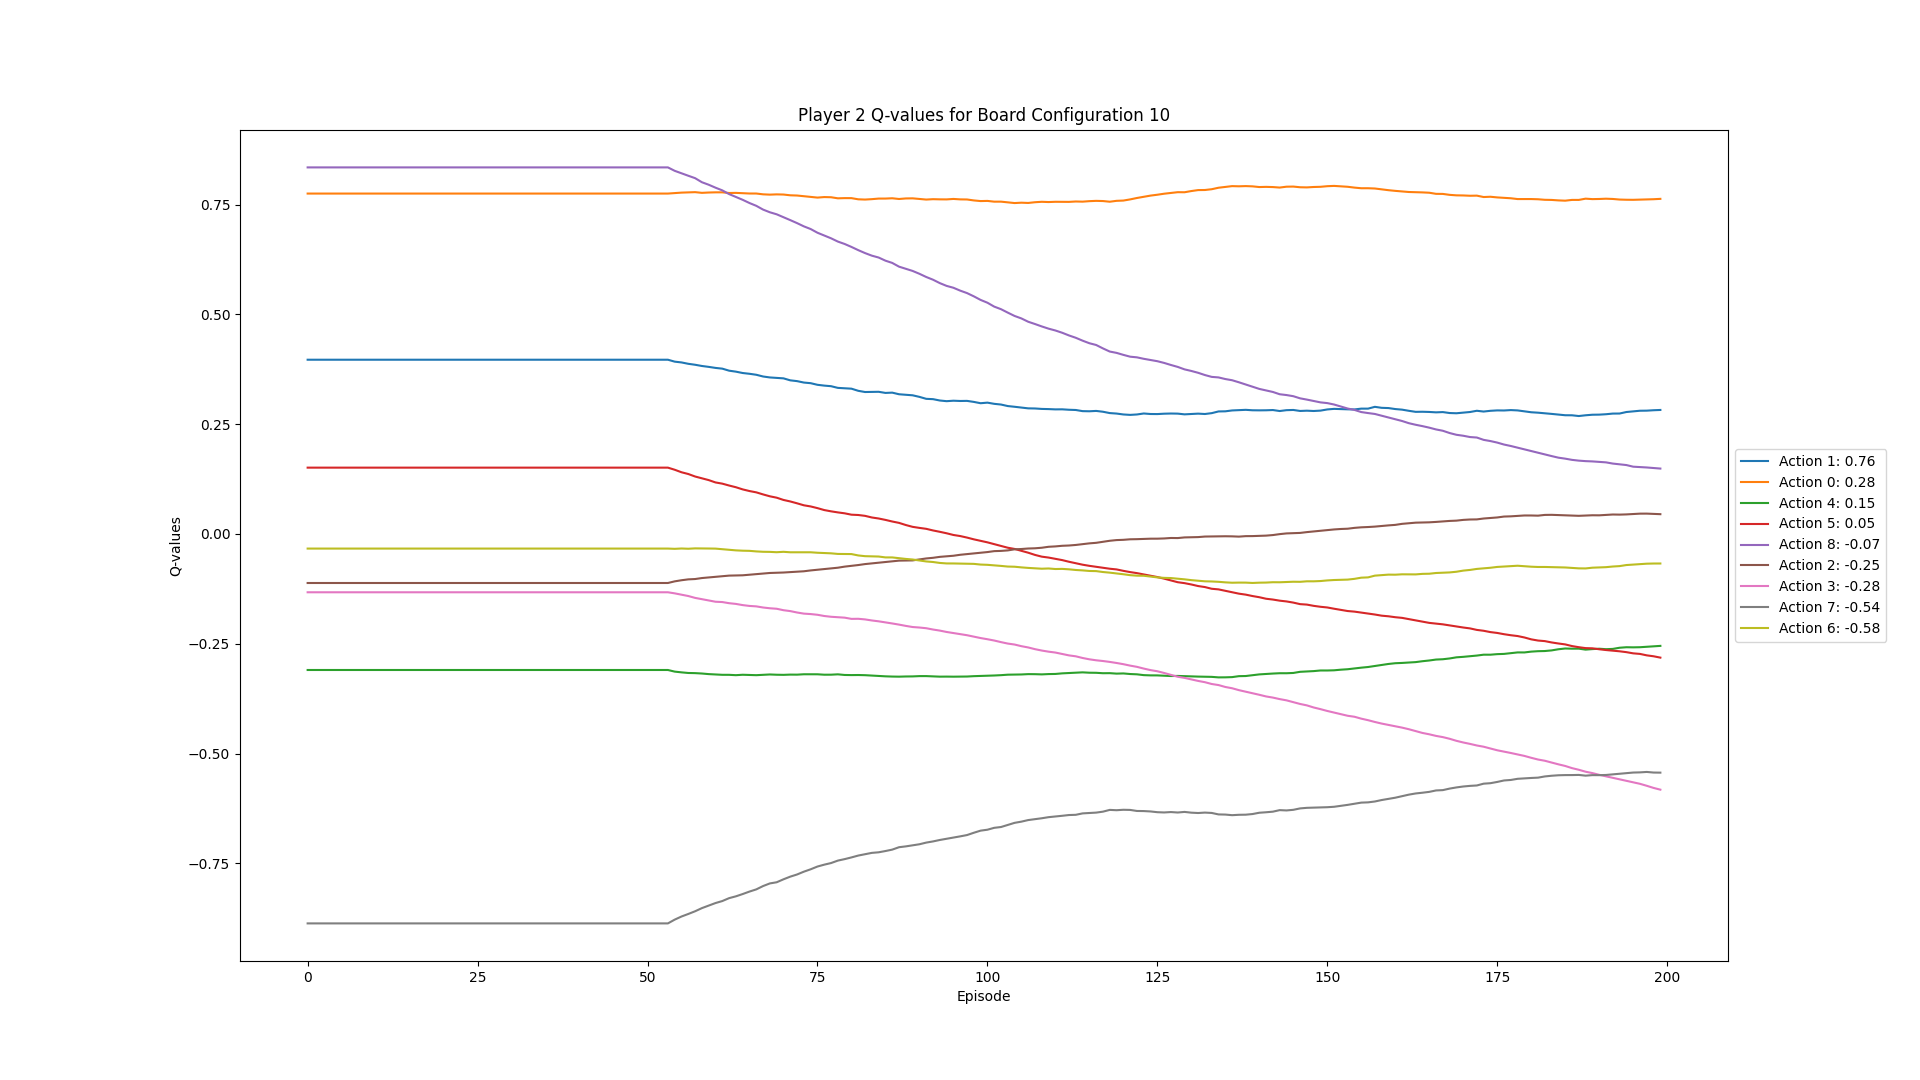 Player 2 Q-values for Board Configuration 10
0.75
0.50
0.25
0.00
−0.25
−0.50
−0.75
Q-values
0 25 50 75 100 125 150 175 200
Episode
Action 1: 0.76
Action 0: 0.28
Action 4: 0.15
Action 5: 0.05
Action 8: -0.07
Action 2: -0.25
Action 3: -0.28
Action 7: -0.54
Action 6: -0.58